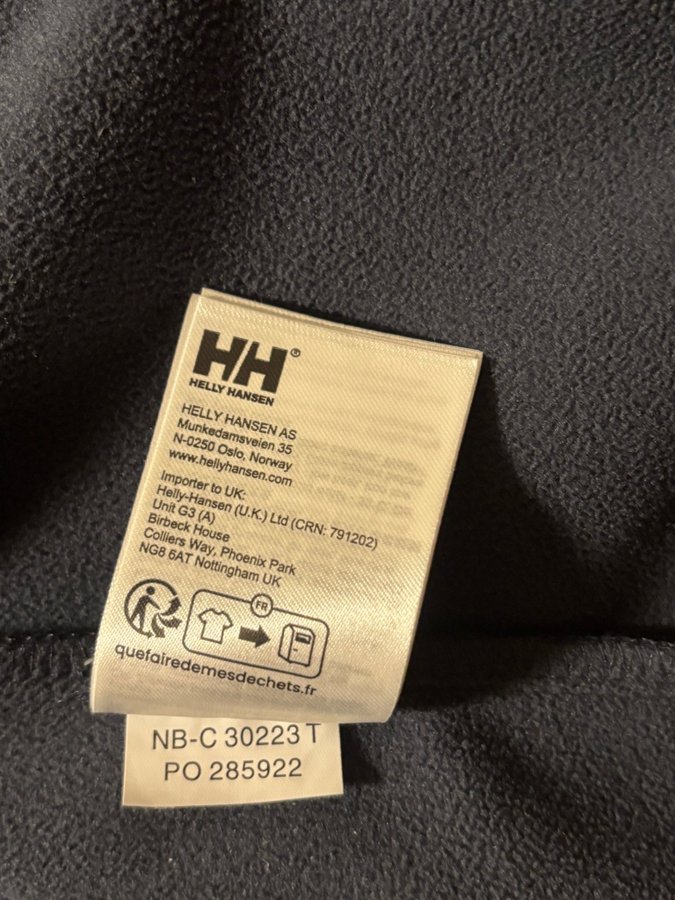 HH®
HELLY HANSEN
HELLY HANSEN AS
Munkedamsveien 35
N-0250 Oslo, Norway
www.hellyhansen.com
Importer to UK:
Helly-Hansen (U.K.) Ltd (CRN: 791202)
Unit G3 (A)
Birbeck House
Colliers Way, Phoenix Park
NG8 6AT Nottingham UK
FR
quefairedemesdechets.fr
NB-C 30223 T
PO 285922